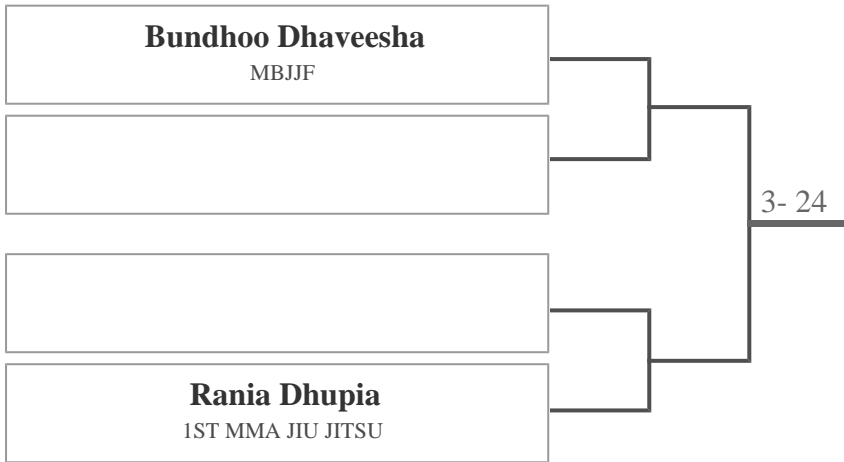 Bundhoo Dhaveesha
MBJJF
3- 24
Rania Dhupia
1ST MMA JIU JITSU